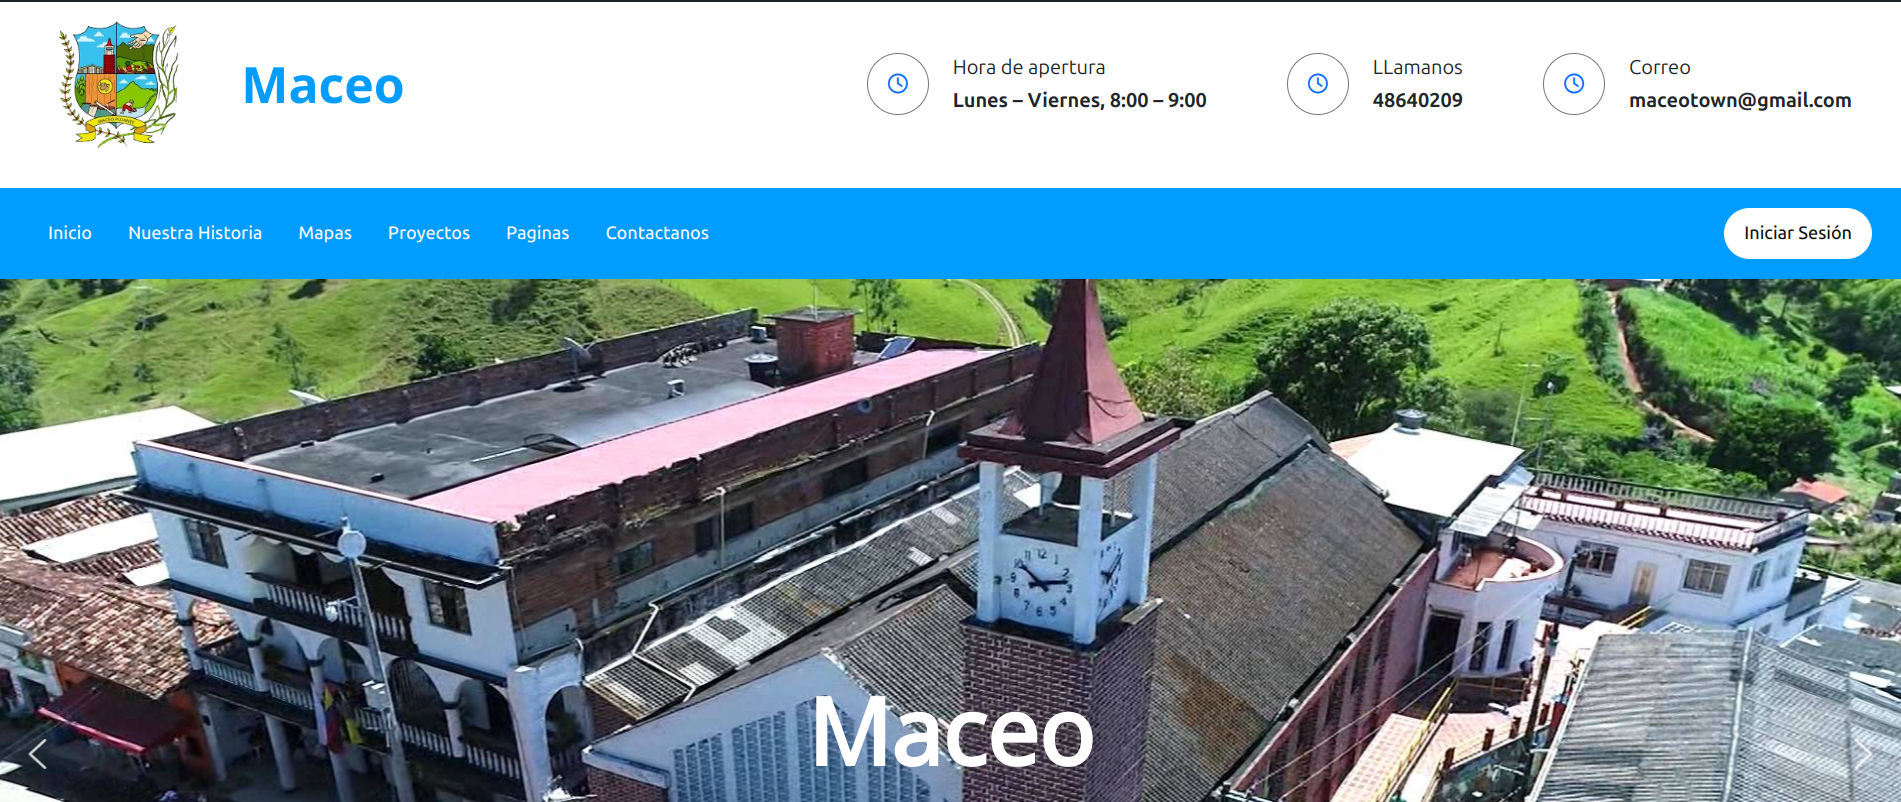 Maceo
Hora de apertura
Lunes – Viernes, 8:00 – 9:00
LLamanos
48640209
Correo
maceotown@gmail.com
Inicio
Nuestra Historia
Mapas
Proyectos
Paginas
Contactanos
Iniciar Sesión
Maceo